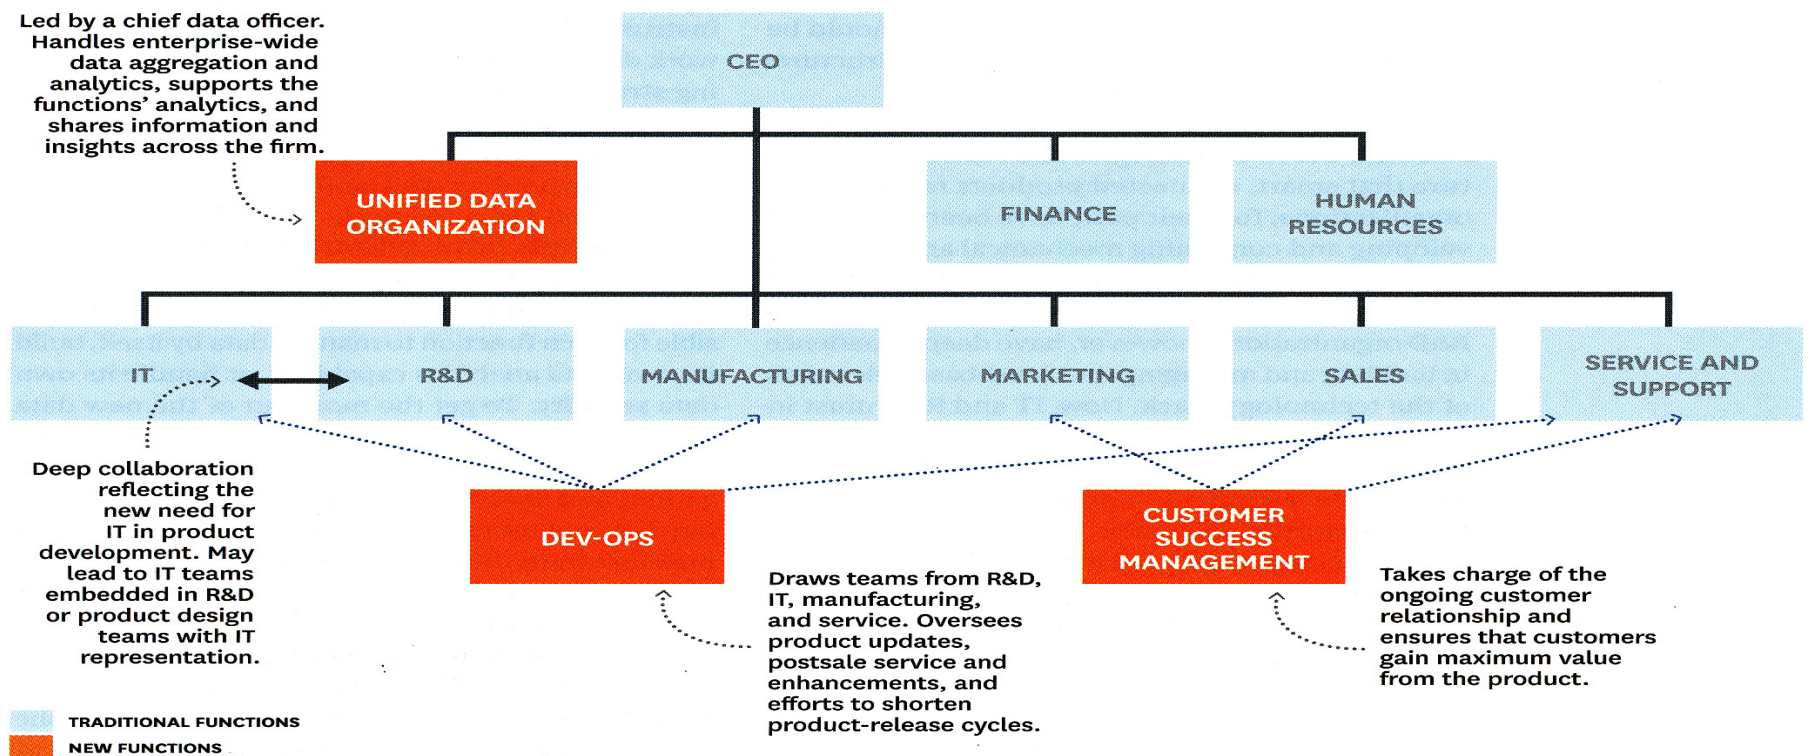 Led by a chief data officer.
Handles enterprise-wide
data aggregation and
analytics, supports the
functions’ analytics, and
shares information and
insights across the firm.
CEO
UNIFIED DATA
ORGANIZATION
FINANCE
HUMAN
RESOURCES
IT
R&D
MANUFACTURING
MARKETING
SALES
SERVICE AND
SUPPORT
Deep collaboration
reflecting the
new need for
IT in product
development. May
lead to IT teams
embedded in R&D
or product design
teams with IT
representation.
DEV-OPS
Draws teams from R&D,
IT, manufacturing,
and service. Oversees
product updates,
postsale service and
enhancements, and
efforts to shorten
product-release cycles.
CUSTOMER
SUCCESS
MANAGEMENT
Takes charge of the
ongoing customer
relationship and
ensures that customers
gain maximum value
from the product.
TRADITIONAL FUNCTIONS
NEW FUNCTIONS